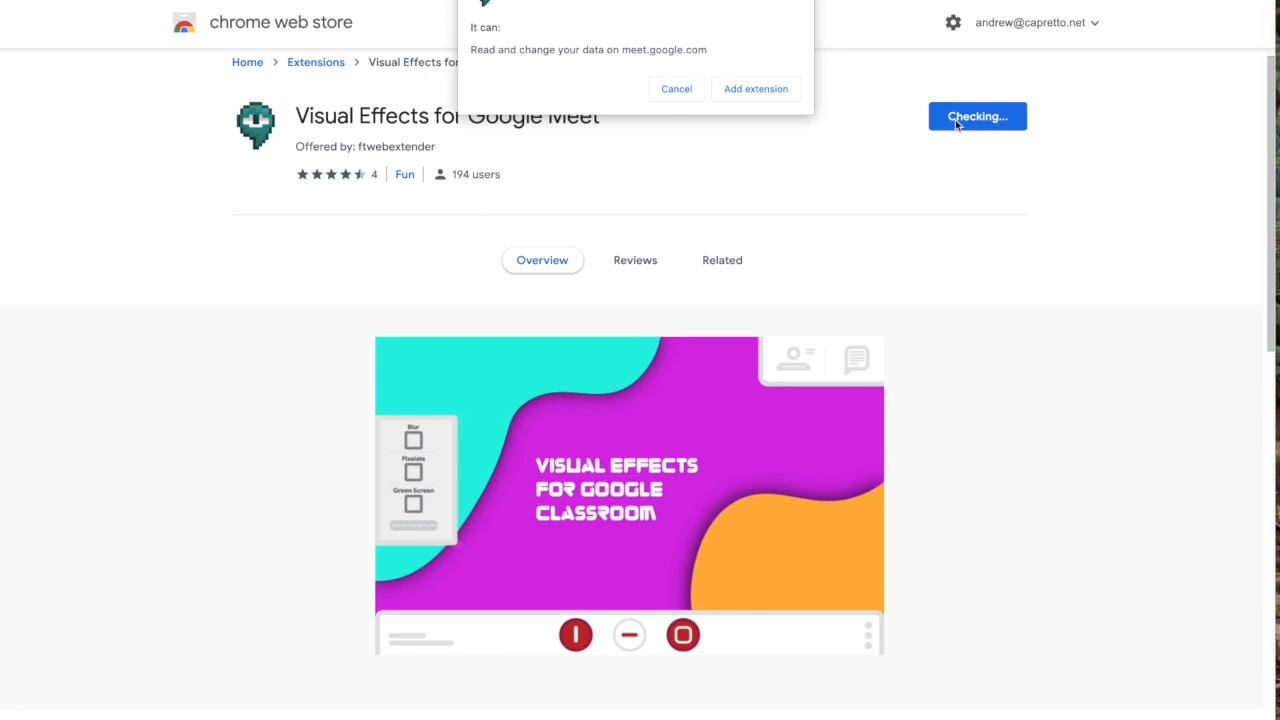 chrome web store
andrew@capretto.net
It can:
Read and change your data on meet.google.com
Cancel
Add extension
Home > Extensions > Visual Effects for
Visual Effects for Google Meet
Checking...
Offered by: ftwebextender
4
Fun
194 users
Overview
Reviews
Related
Blur
Pixelate
Green Screen
VISUAL EFFECTS
FOR GOOGLE
CLASSROOM